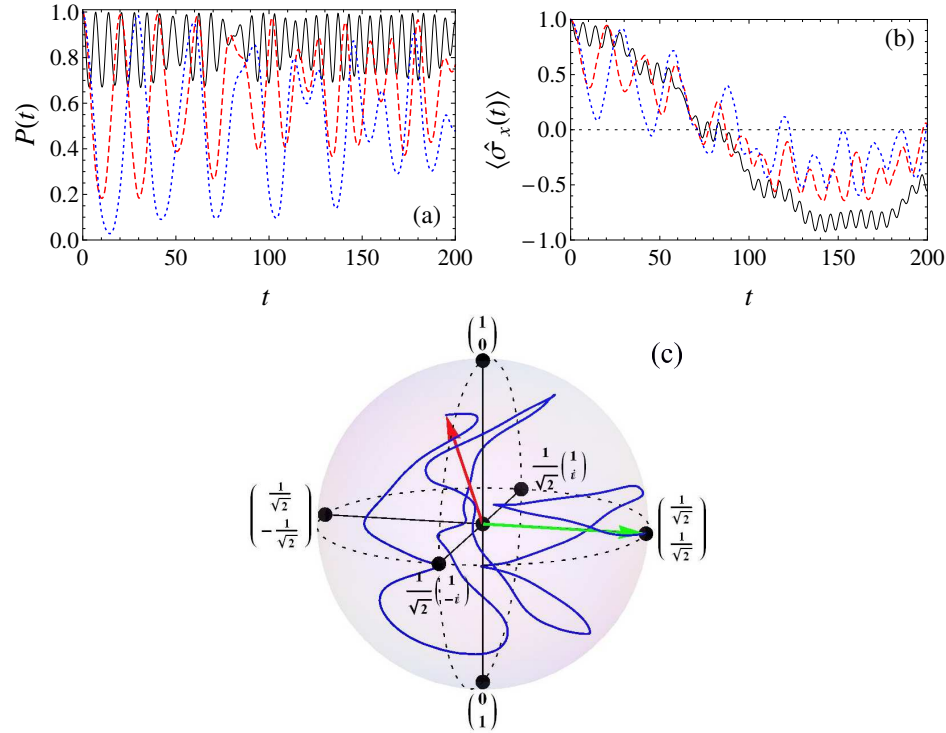 1.0
0.8
0.6
0.4
0.2
0.0
P(t)
(a)
0 50 100 150 200
t
1.0
0.5
0.0
−0.5
−1.0
⟨σ̂x(t)⟩
(b)
0 50 100 150 200
t
(c)
(1 0)
1/√2 (1 i)
(1/√2 −1/√2)
(1/√2 1/√2)
1/√2 (1 −i)
(0 1)